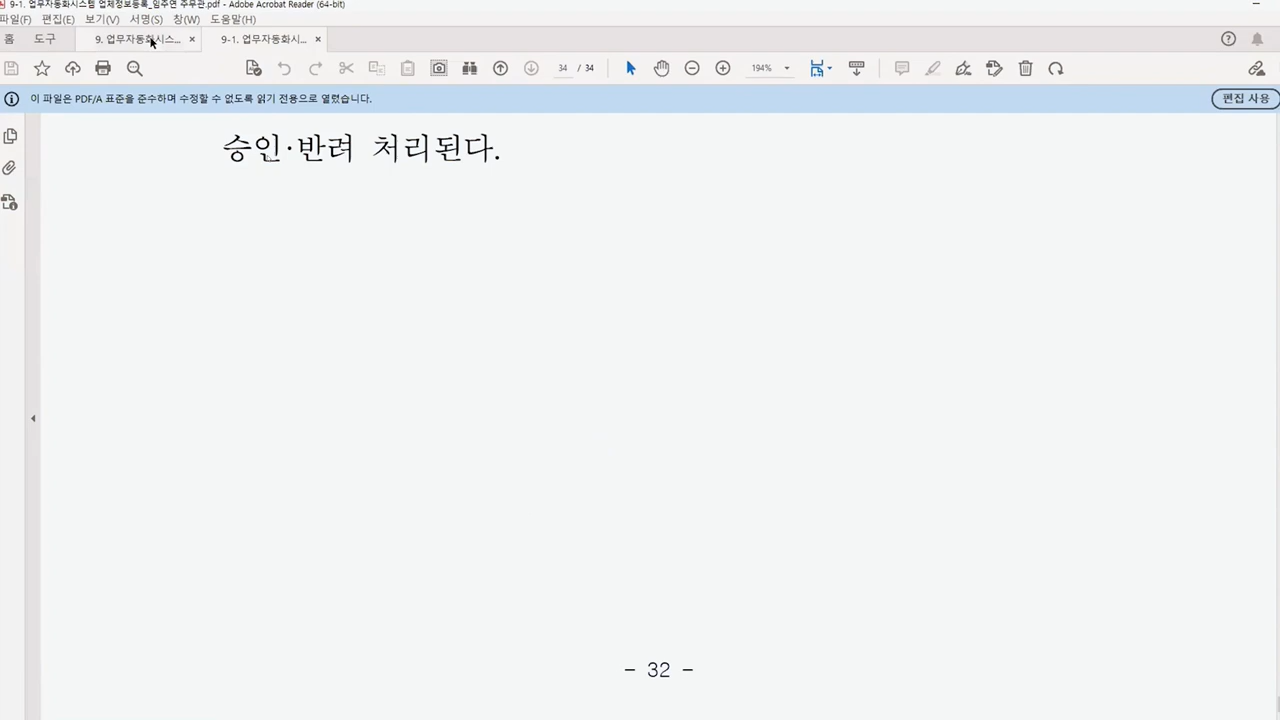 9-1. 업무자동화시스템 업체정보등록_임주연 주무관.pdf - Adobe Acrobat Reader (64-bit)
파일(F) 편집(E) 보기(V) 서명(S) 창(W) 도움말(H)
홈 도구 9. 업무자동화시스... × 9-1. 업무자동화시... ×
34 / 34 194%
이 파일은 PDF/A 표준을 준수하며 수정할 수 없도록 읽기 전용으로 열렸습니다. 편집 사용
승인·반려 처리된다.
- 32 -